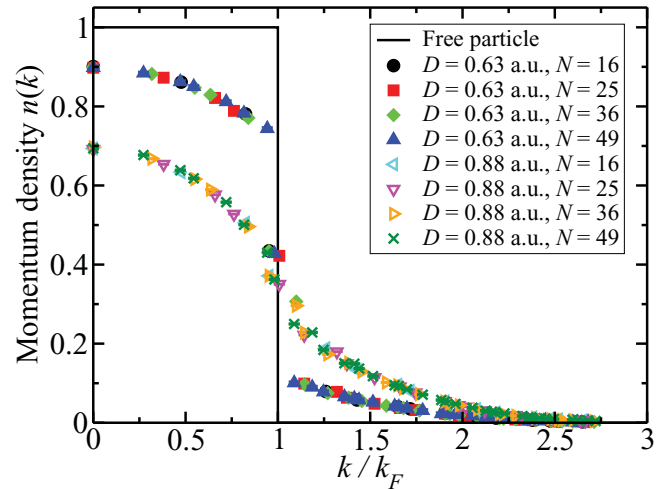 1
0.8
0.6
0.4
0.2
0
Momentum density n(k)
Free particle
D = 0.63 a.u., N = 16
D = 0.63 a.u., N = 25
D = 0.63 a.u., N = 36
D = 0.63 a.u., N = 49
D = 0.88 a.u., N = 16
D = 0.88 a.u., N = 25
D = 0.88 a.u., N = 36
D = 0.88 a.u., N = 49
0 0.5 1 1.5 2 2.5 3
k / k_F